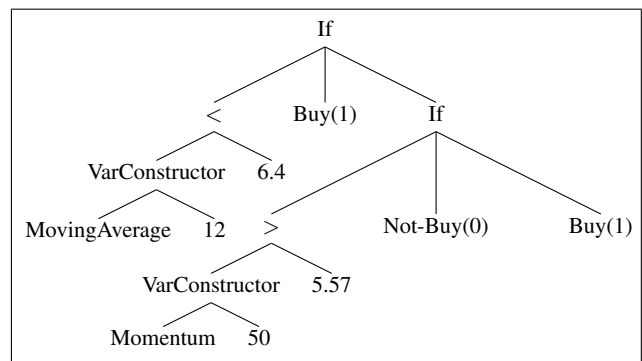 If
< Buy(1) If
VarConstructor 6.4
MovingAverage 12 > Not-Buy(0) Buy(1)
VarConstructor 5.57
Momentum 50